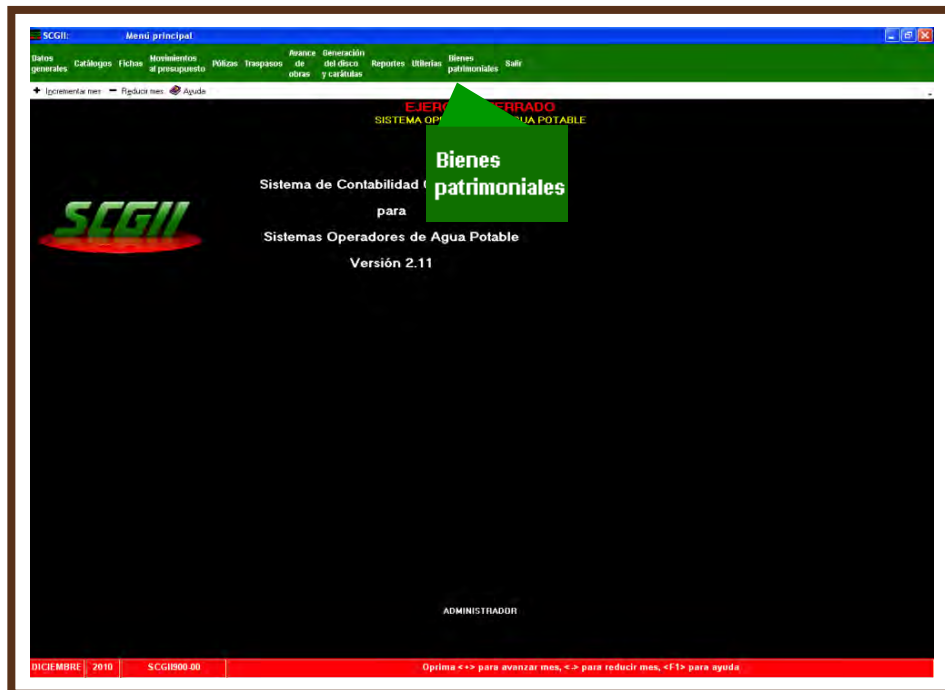 SCGII: Menú principal
Datos generales Catálogos Fichas Movimientos al presupuesto Pólizas Traspasos Avance de obras Generación del disco y carátulas Reportes Utilerías Bienes patrimoniales Salir
+ Incrementar mes − Reducir mes Ayuda
EJER RRADO
SISTEMA OP UA POTABLE
Bienes
patrimoniales
Sistema de Contabilidad
para
Sistemas Operadores de Agua Potable
Versión 2.11
SCGII
ADMINISTRADOR
DICIEMBRE 2010 SCGII900-00 Oprima <+> para avanzar mes, <-> para reducir mes, <F1> para ayuda